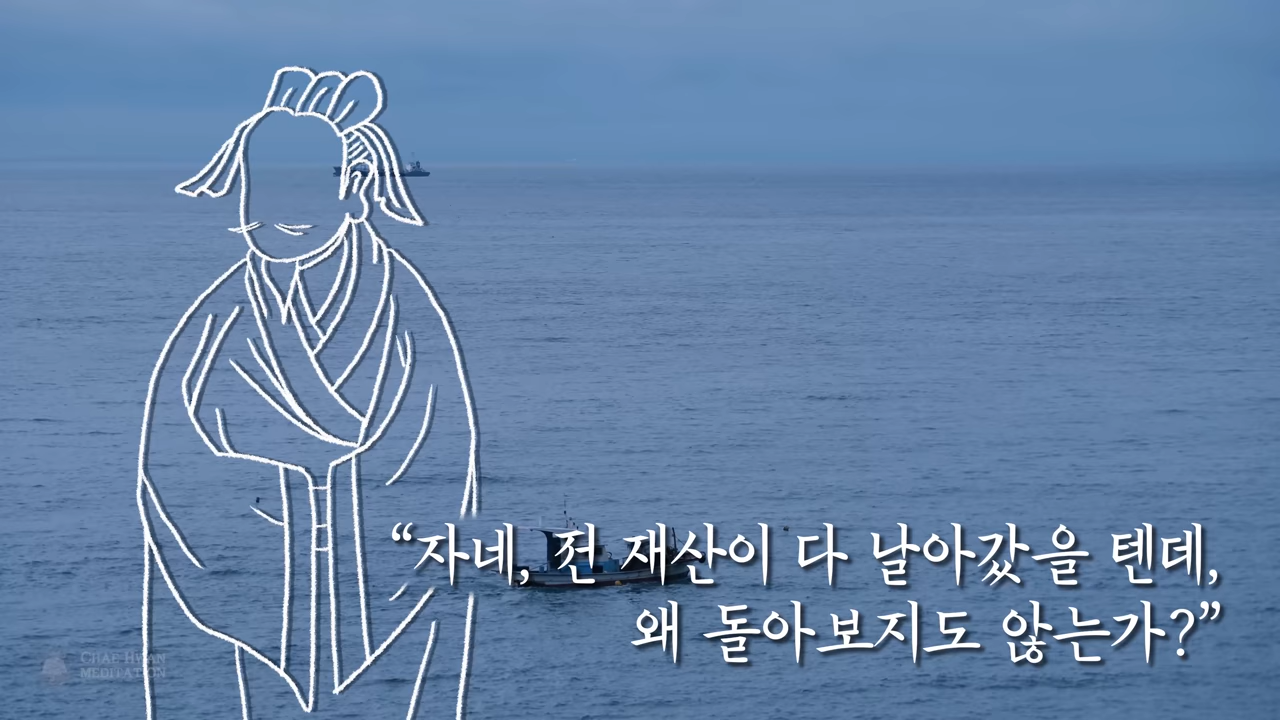 “자네, 전 재산이 다 날아갔을 텐데,
왜 돌아보지도 않는가?”
CHAE HWAN
MEDITATION